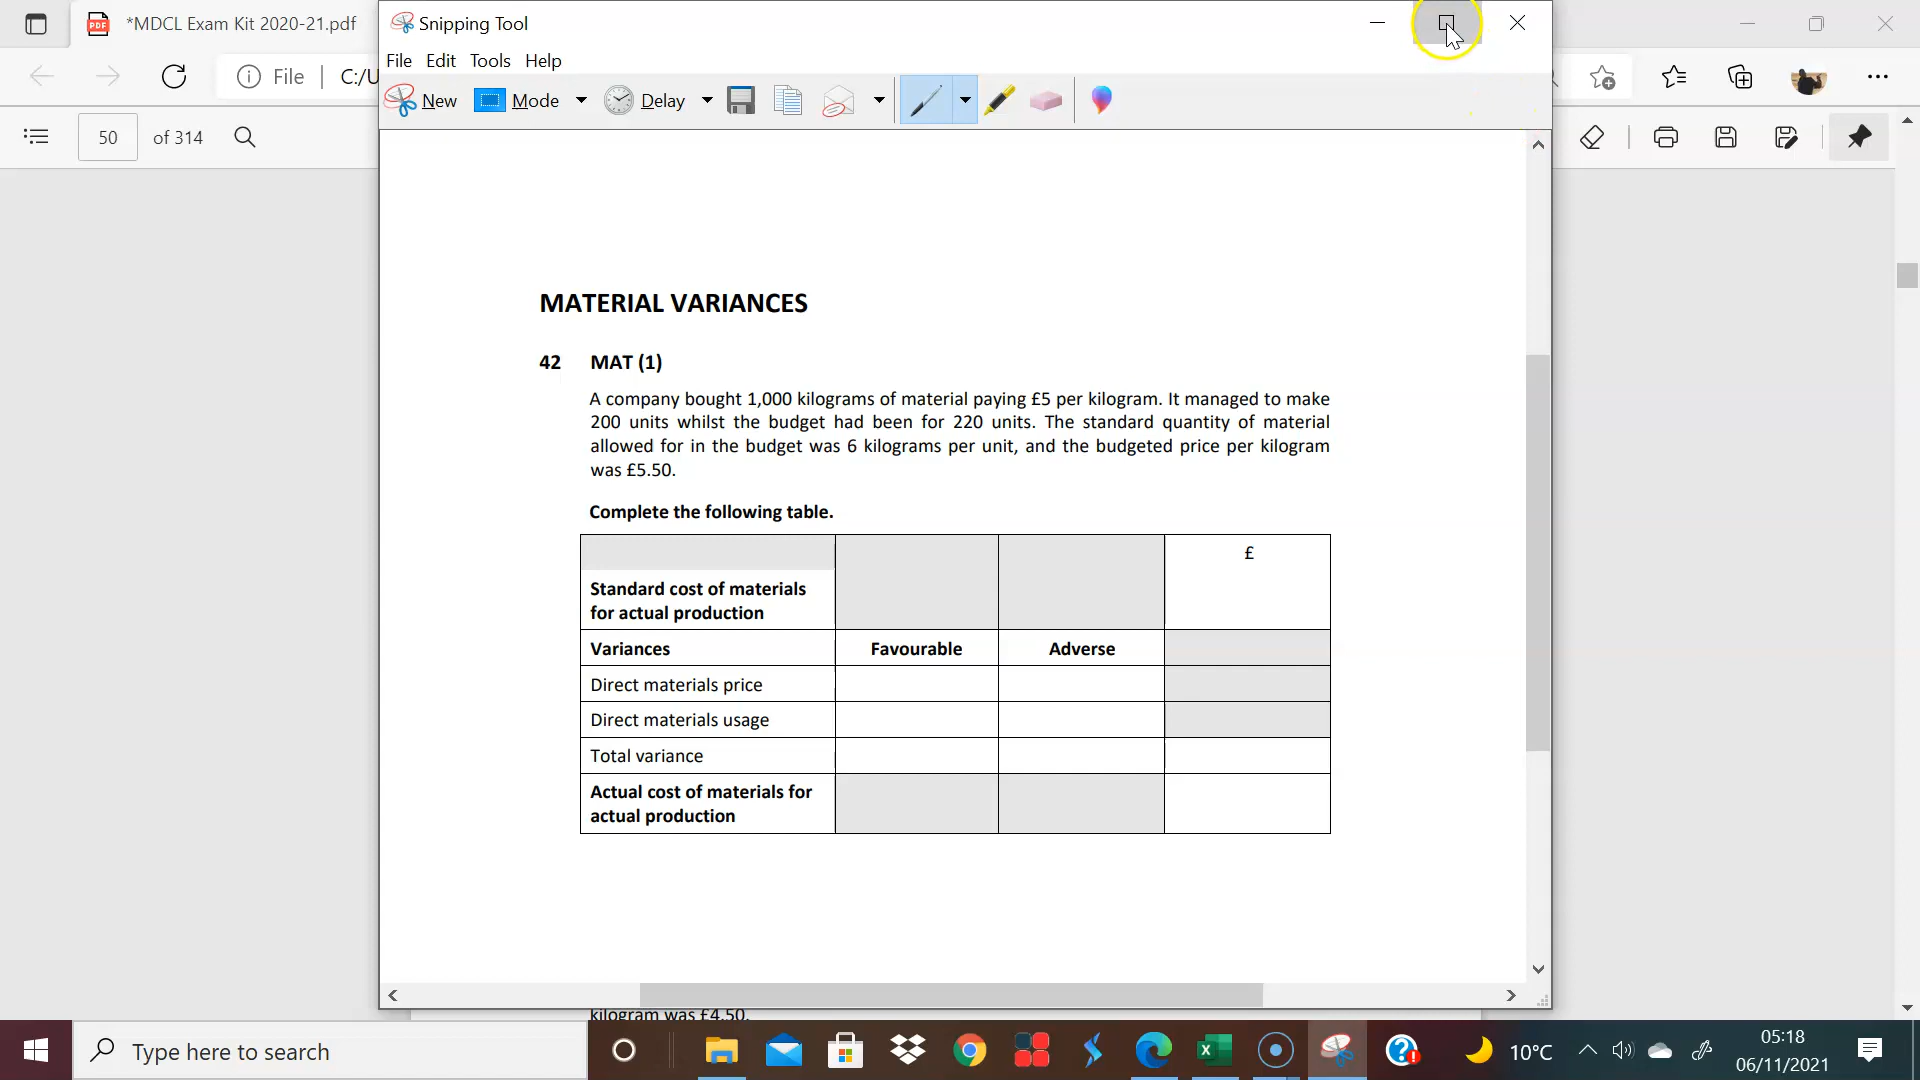 *MDCL Exam Kit 2020-21.pdf
Snipping Tool
File Edit Tools Help
File C:/U
New Mode Delay
50 of 314
MATERIAL VARIANCES
42 MAT (1)
A company bought 1,000 kilograms of material paying £5 per kilogram. It managed to make
200 units whilst the budget had been for 220 units. The standard quantity of material
allowed for in the budget was 6 kilograms per unit, and the budgeted price per kilogram
was £5.50.
Complete the following table.
£
Standard cost of materials
for actual production
Variances Favourable Adverse
Direct materials price
Direct materials usage
Total variance
Actual cost of materials for
actual production
kilogram was £4.50.
Type here to search
10°C
05:18
06/11/2021